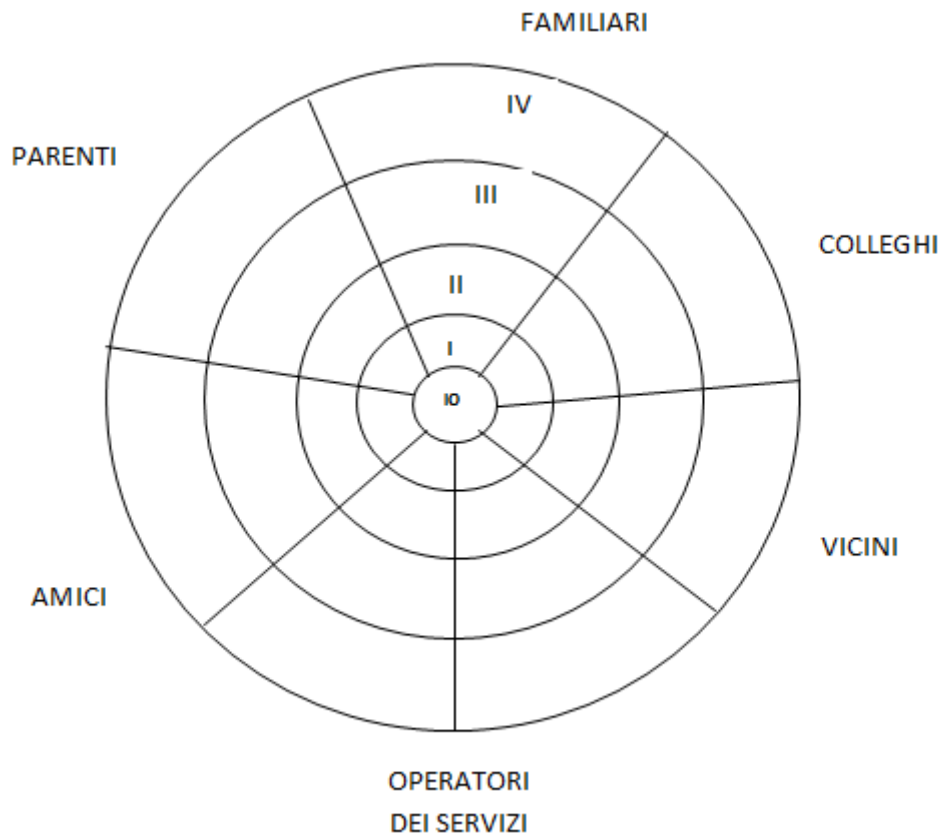 FAMILIARI
IV
PARENTI
III
COLLEGHI
II
I
IO
VICINI
AMICI
OPERATORI
DEI SERVIZI